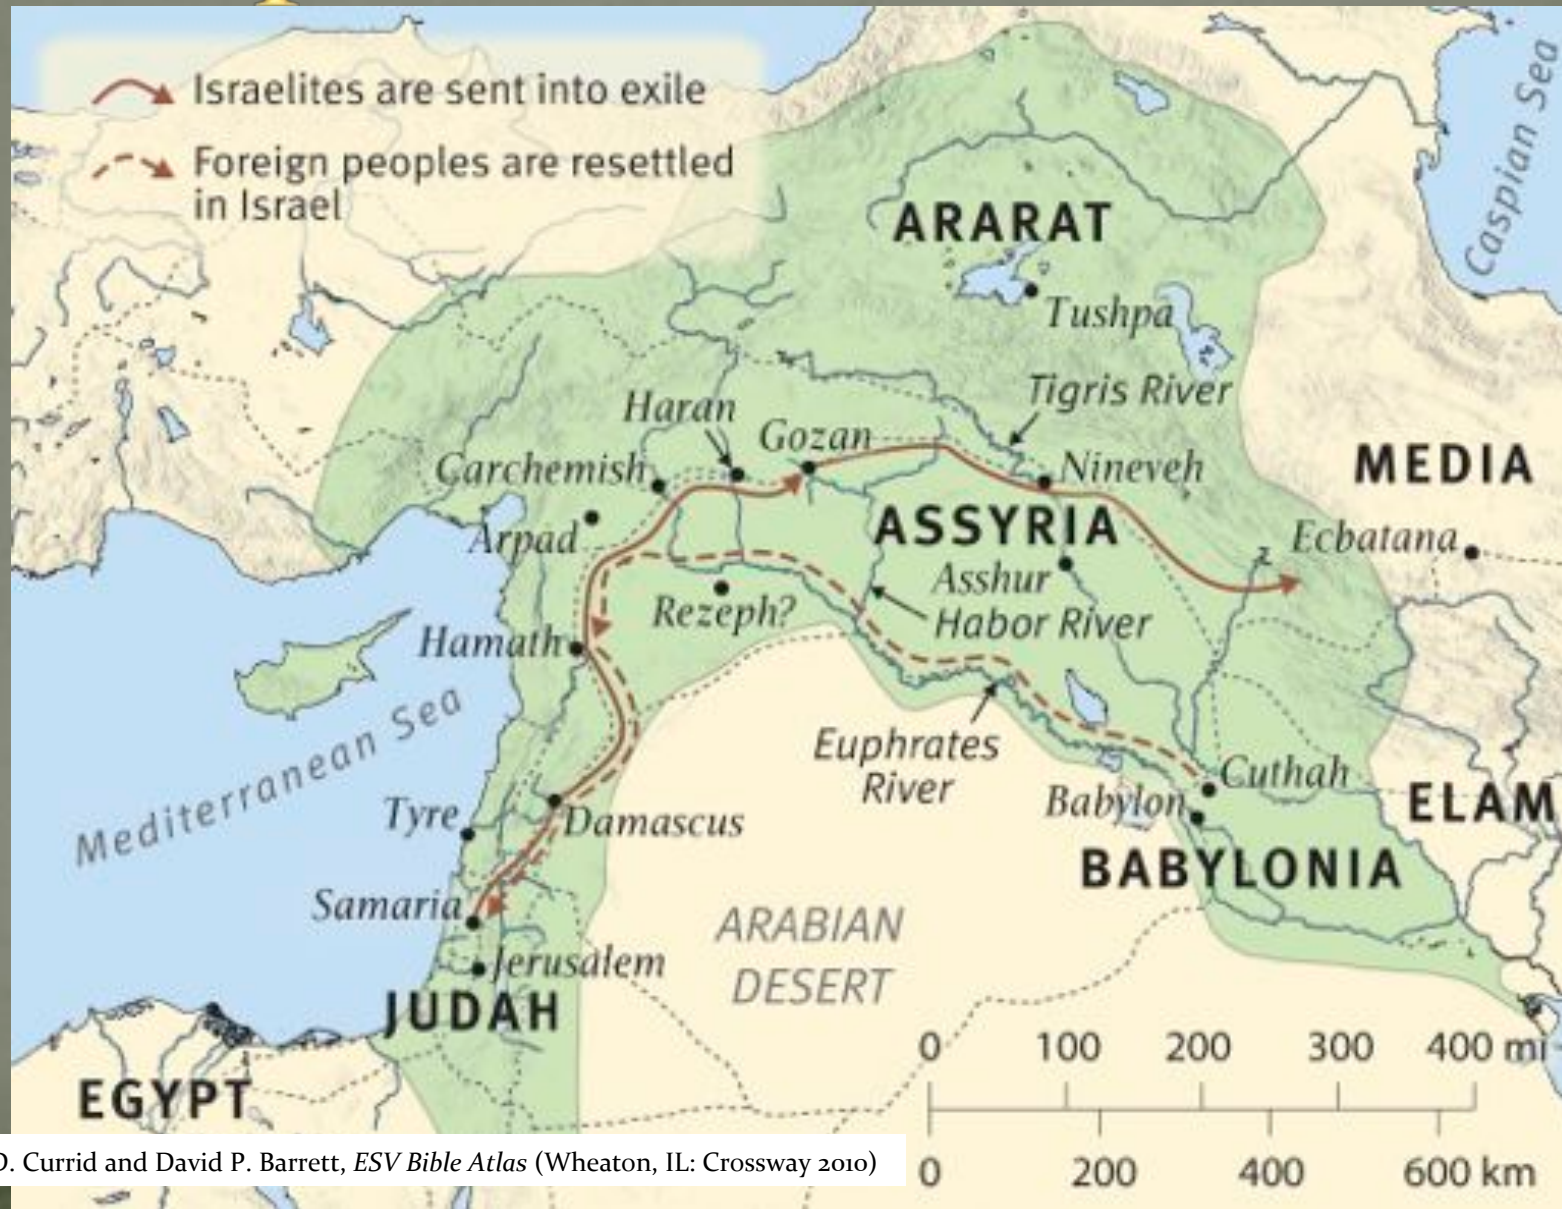 Israelites are sent into exile
Foreign peoples are resettled
in Israel
Caspian Sea
ARARAT
Tushpa
Tigris River
Haran
Gozan
Carchemish
Nineveh
MEDIA
Arpad
ASSYRIA
Ecbatana
Asshur
Rezeph?
Habor River
Hamath
Mediterranean Sea
Euphrates
River
Cuthah
Tyre
Damascus
Babylon
ELAM
BABYLONIA
Samaria
ARABIAN
DESERT
Jerusalem
JUDAH
0 100 200 300 400 mi
EGYPT
D. Currid and David P. Barrett, ESV Bible Atlas (Wheaton, IL: Crossway 2010)
0 200 400 600 km